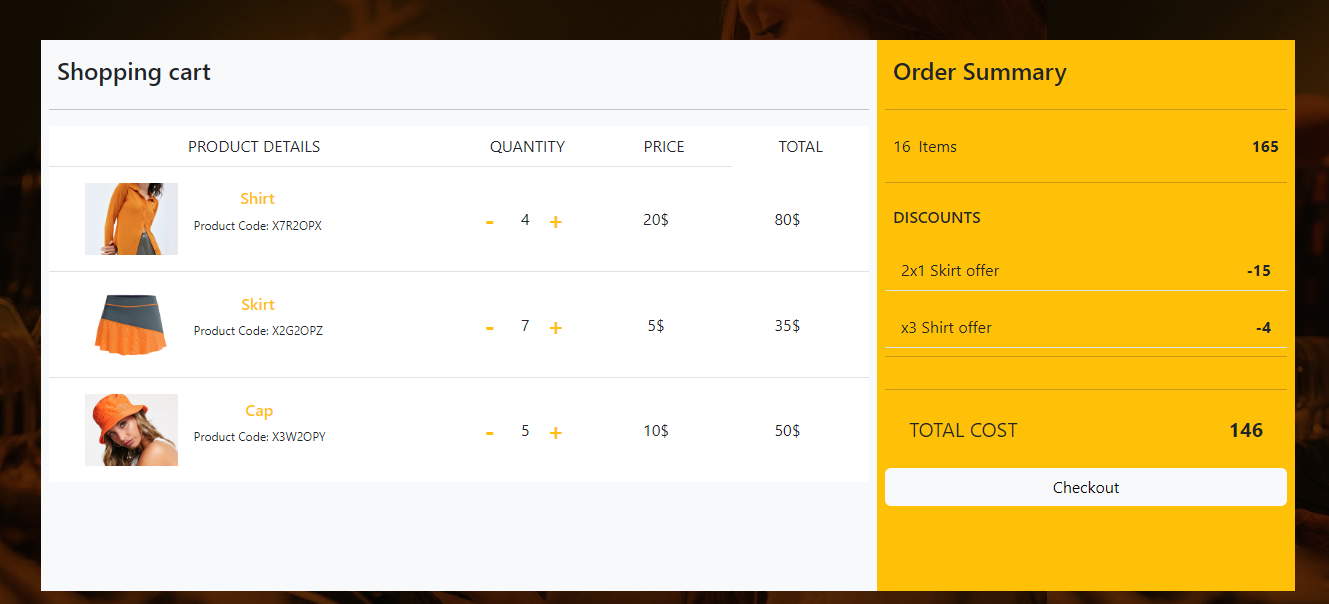 Shopping cart
PRODUCT DETAILS QUANTITY PRICE TOTAL
Shirt
Product Code: X7R2OPX
- 4 + 20$ 80$
Skirt
Product Code: X2G2OPZ
- 7 + 5$ 35$
Cap
Product Code: X3W2OPY
- 5 + 10$ 50$
Order Summary
16 Items 165
DISCOUNTS
2x1 Skirt offer -15
x3 Shirt offer -4
TOTAL COST 146
Checkout